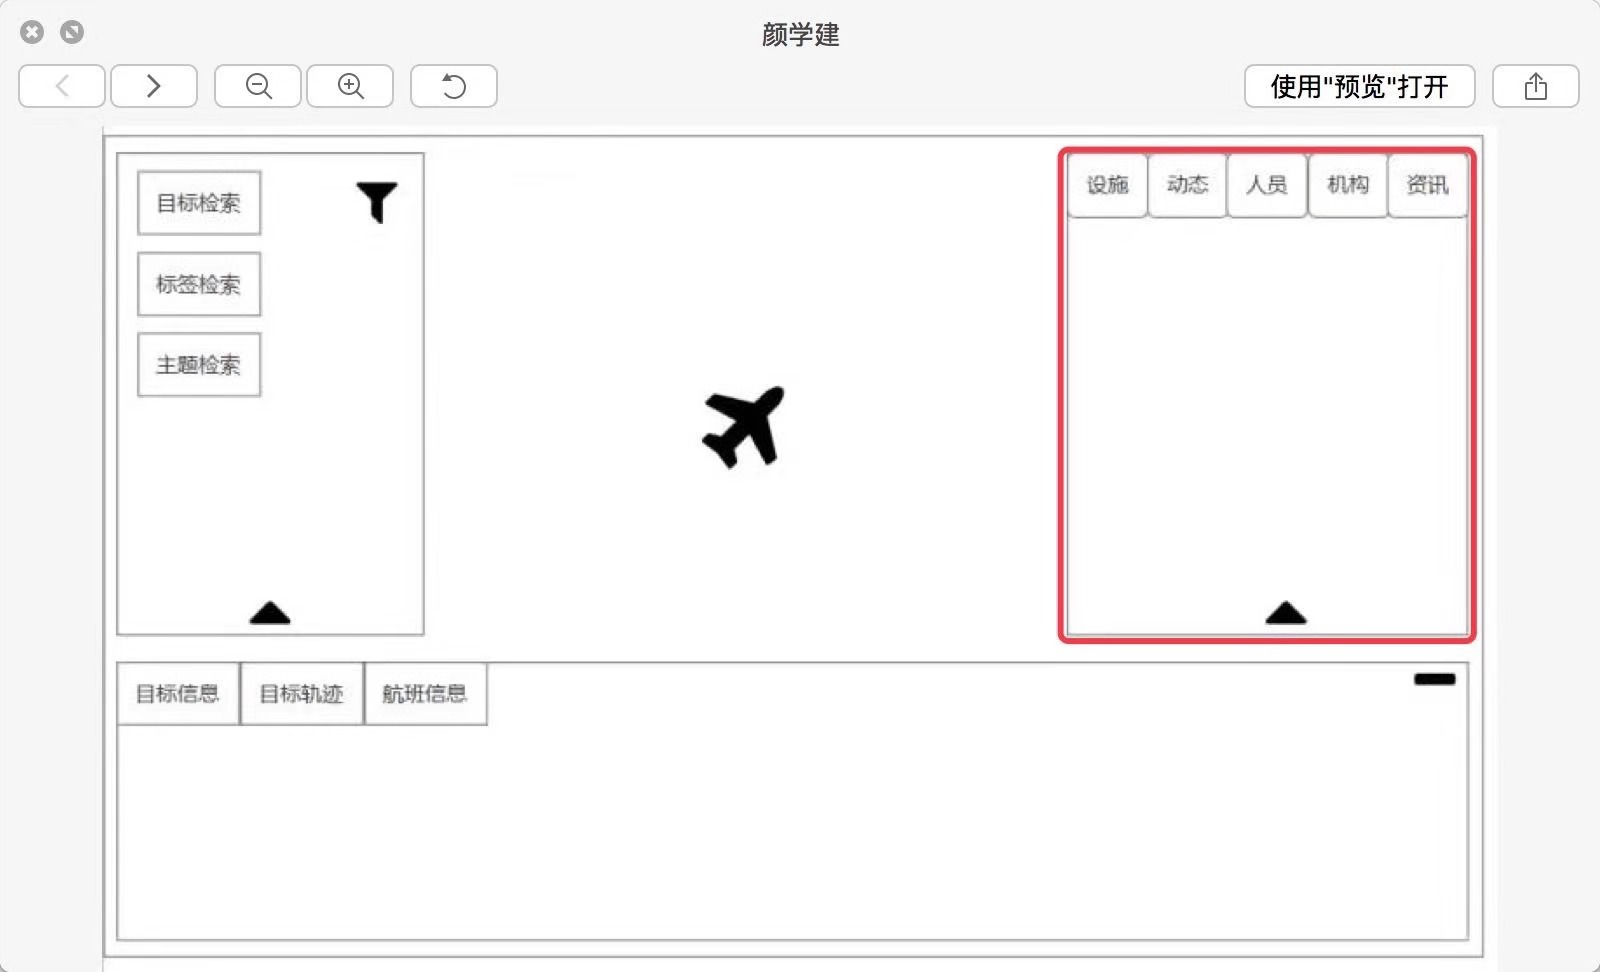 颜学建
使用"预览"打开
目标检索
标签检索
主题检索
设施 动态 人员 机构 资讯
目标信息 目标轨迹 航班信息